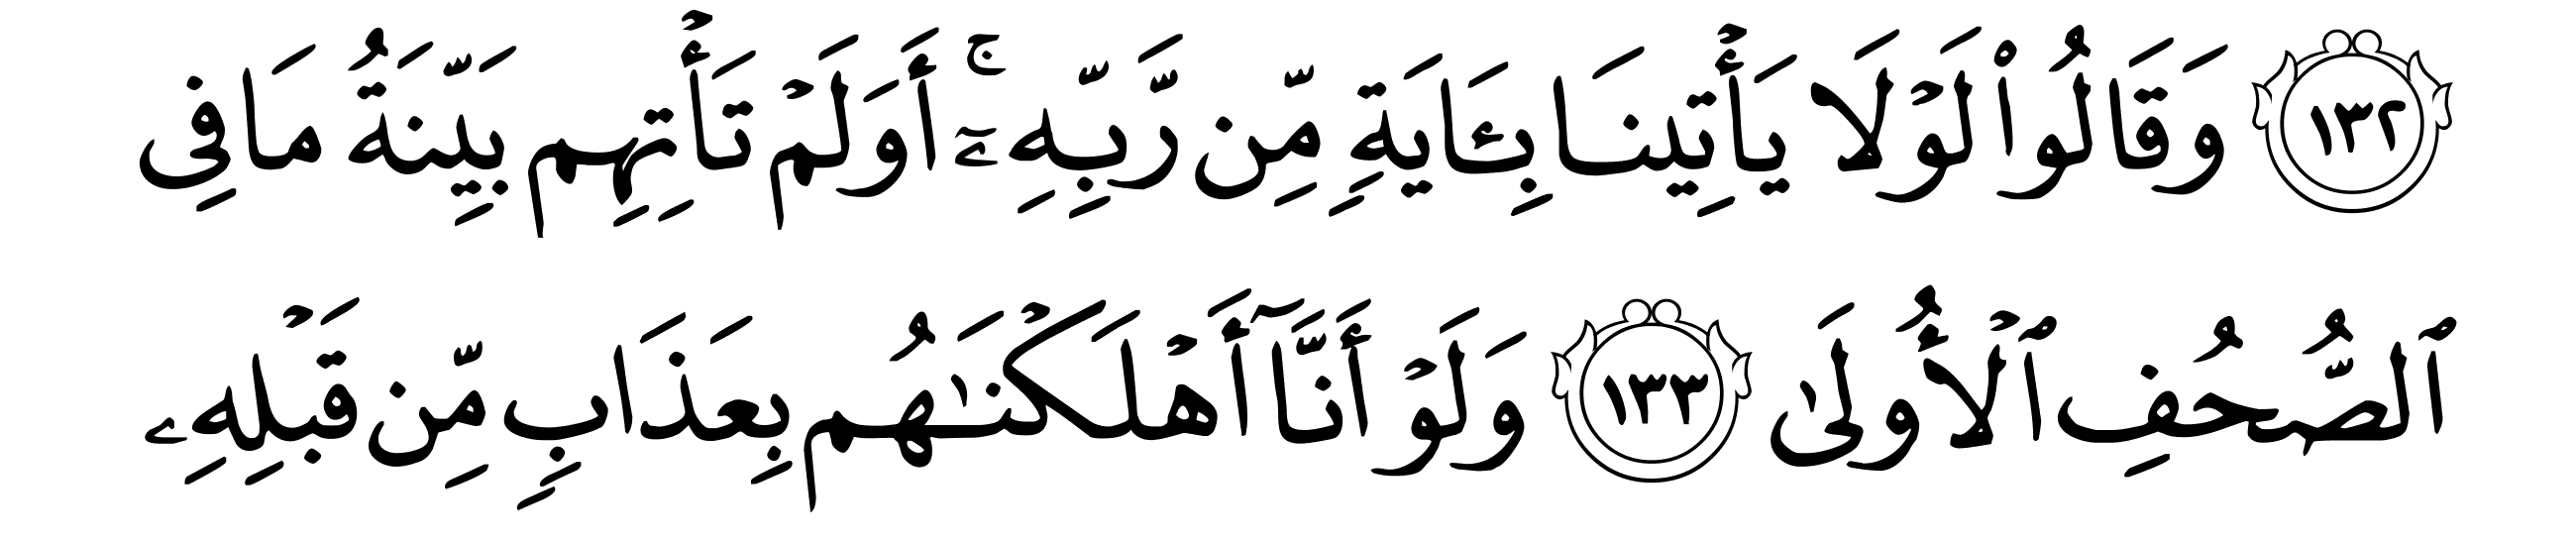 ١٣٢ وَقَالُوا۟ لَوْلَا يَأْتِينَا بِـَٔايَةٍ مِّن رَّبِّهِۦٓ ۚ أَوَلَمْ تَأْتِهِم بَيِّنَةُ مَا فِى
ٱلصُّحُفِ ٱلْأُولَىٰ ١٣٣ وَلَوْ أَنَّآ أَهْلَكْنَـٰهُم بِعَذَابٍ مِّن قَبْلِهِۦ